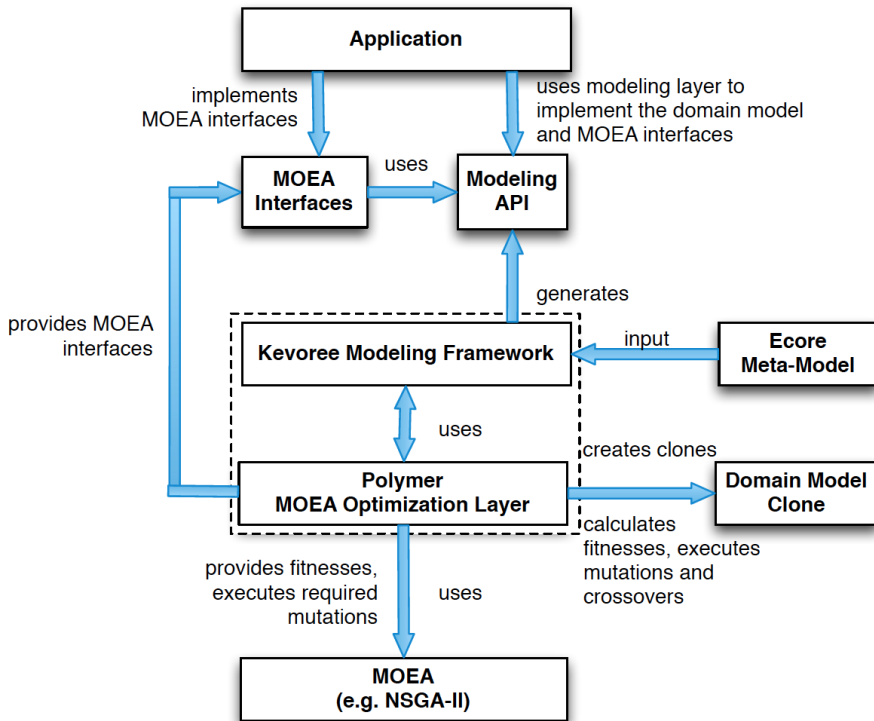 Application
implements
MOEA interfaces
uses modeling layer to
implement the domain model
and MOEA interfaces
MOEA
Interfaces
uses
Modeling
API
generates
provides MOEA
interfaces
Kevoree Modeling Framework
input
Ecore
Meta-Model
uses
creates clones
Polymer
MOEA Optimization Layer
Domain Model
Clone
calculates
fitnesses, executes
mutations and
crossovers
provides fitnesses,
executes required
mutations
uses
MOEA
(e.g. NSGA-II)